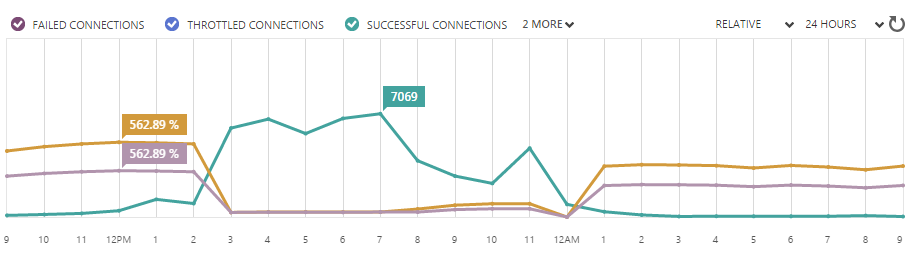 FAILED CONNECTIONS THROTTLED CONNECTIONS SUCCESSFUL CONNECTIONS 2 MORE RELATIVE 24 HOURS
7069
562.89 %
562.89 %
9 10 11 12PM 1 2 3 4 5 6 7 8 9 10 11 12AM 1 2 3 4 5 6 7 8 9